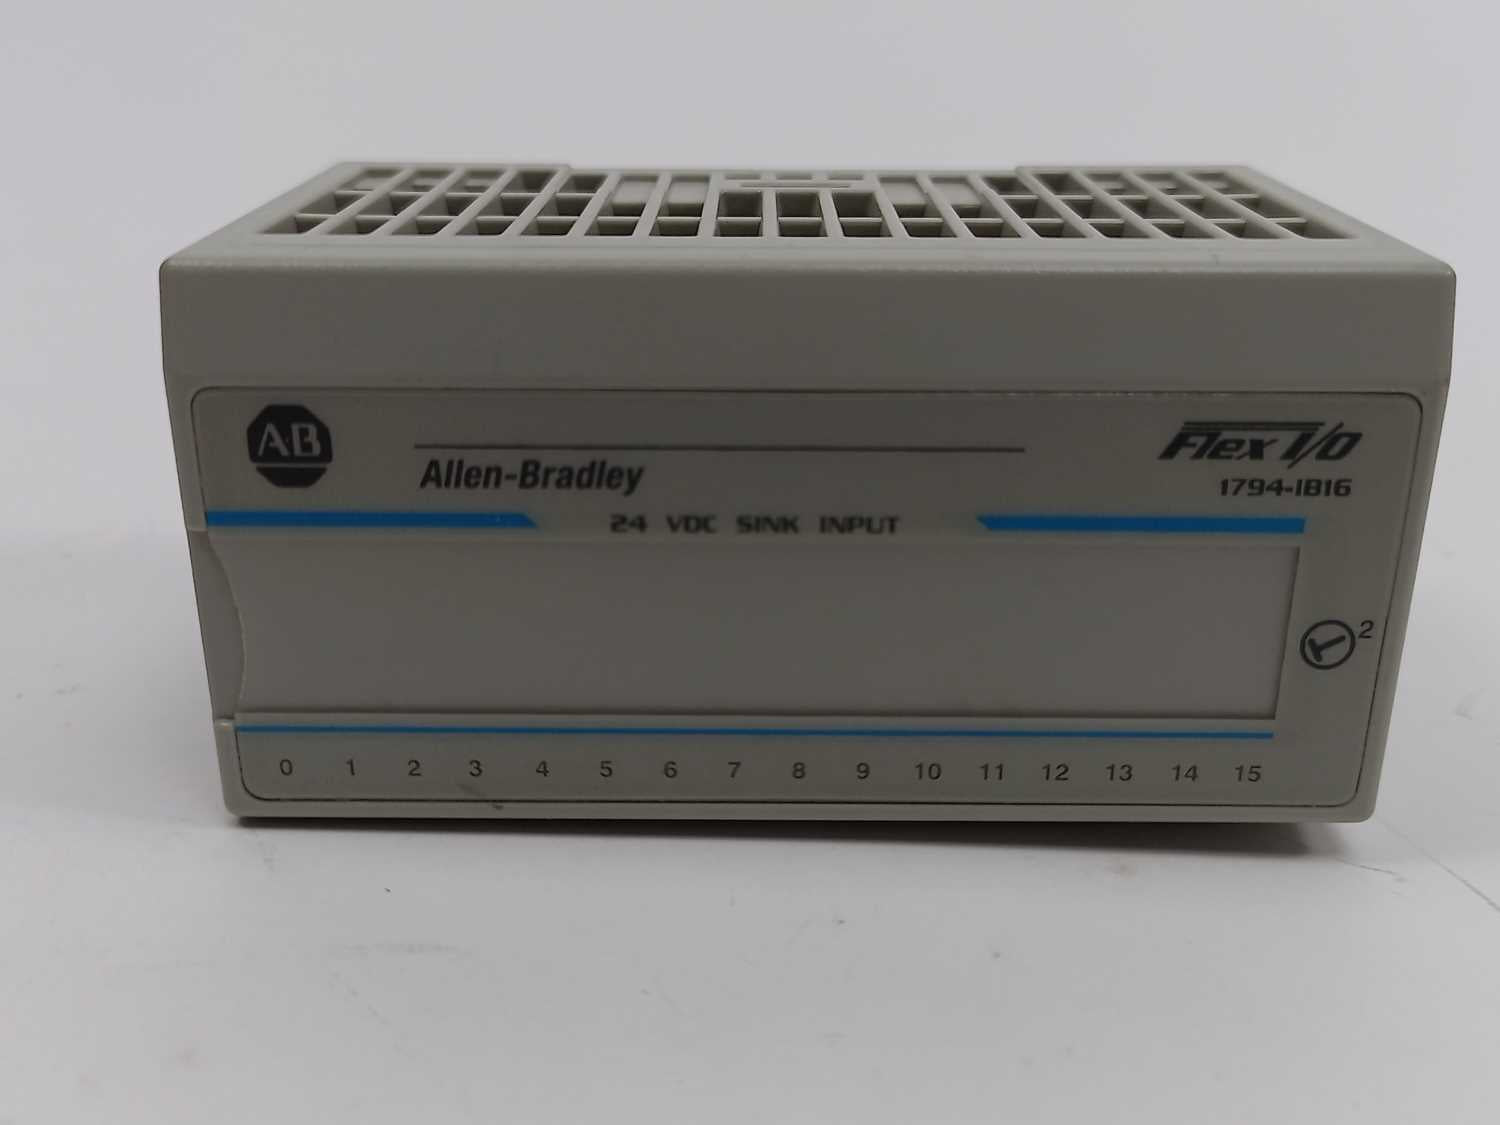 AB
Allen-Bradley
Flex I/O
1794-IB16
24 VDC SINK INPUT
2
0 1 2 3 4 5 6 7 8 9 10 11 12 13 14 15